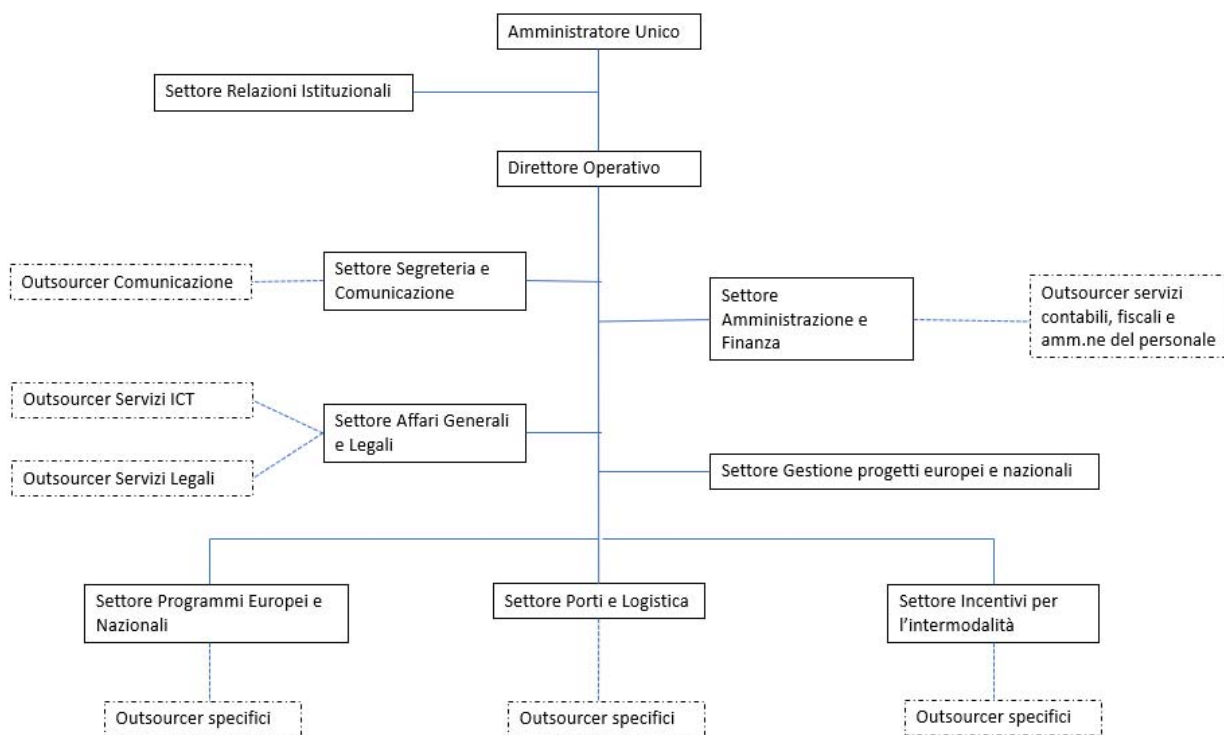 Amministratore Unico
Settore Relazioni Istituzionali
Direttore Operativo
Outsourcer Comunicazione
Settore Segreteria e
Comunicazione
Settore
Amministrazione e
Finanza
Outsourcer servizi
contabili, fiscali e
amm.ne del personale
Outsourcer Servizi ICT
Settore Affari Generali
e Legali
Outsourcer Servizi Legali
Settore Gestione progetti europei e nazionali
Settore Programmi Europei e
Nazionali
Settore Porti e Logistica
Settore Incentivi per
l’intermodalità
Outsourcer specifici
Outsourcer specifici
Outsourcer specifici